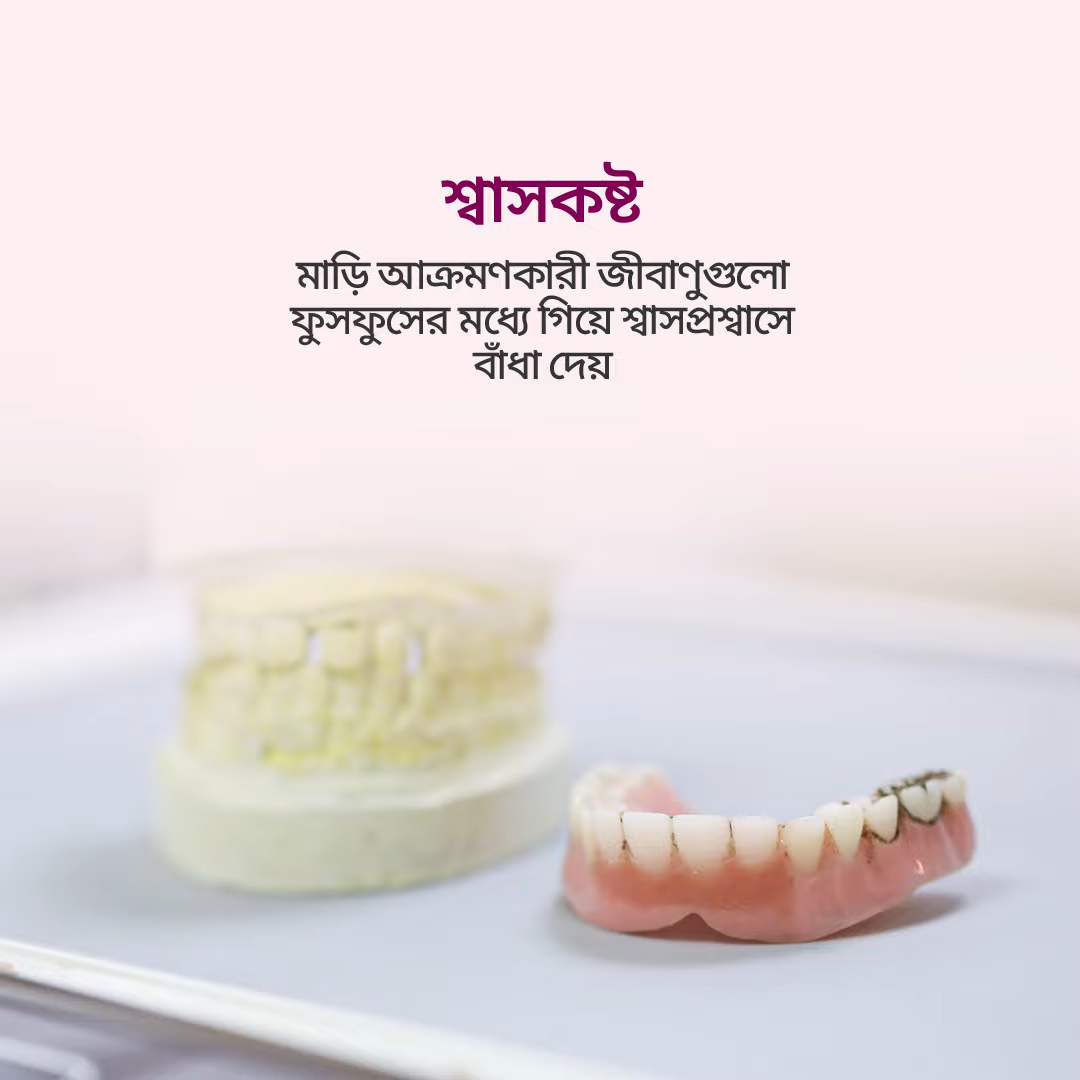 শ্বাসকষ্ট
মাড়ি আক্রমণকারী জীবাণুগুলো
ফুসফুসের মধ্যে গিয়ে শ্বাসপ্রশ্বাসে
বাঁধা দেয়